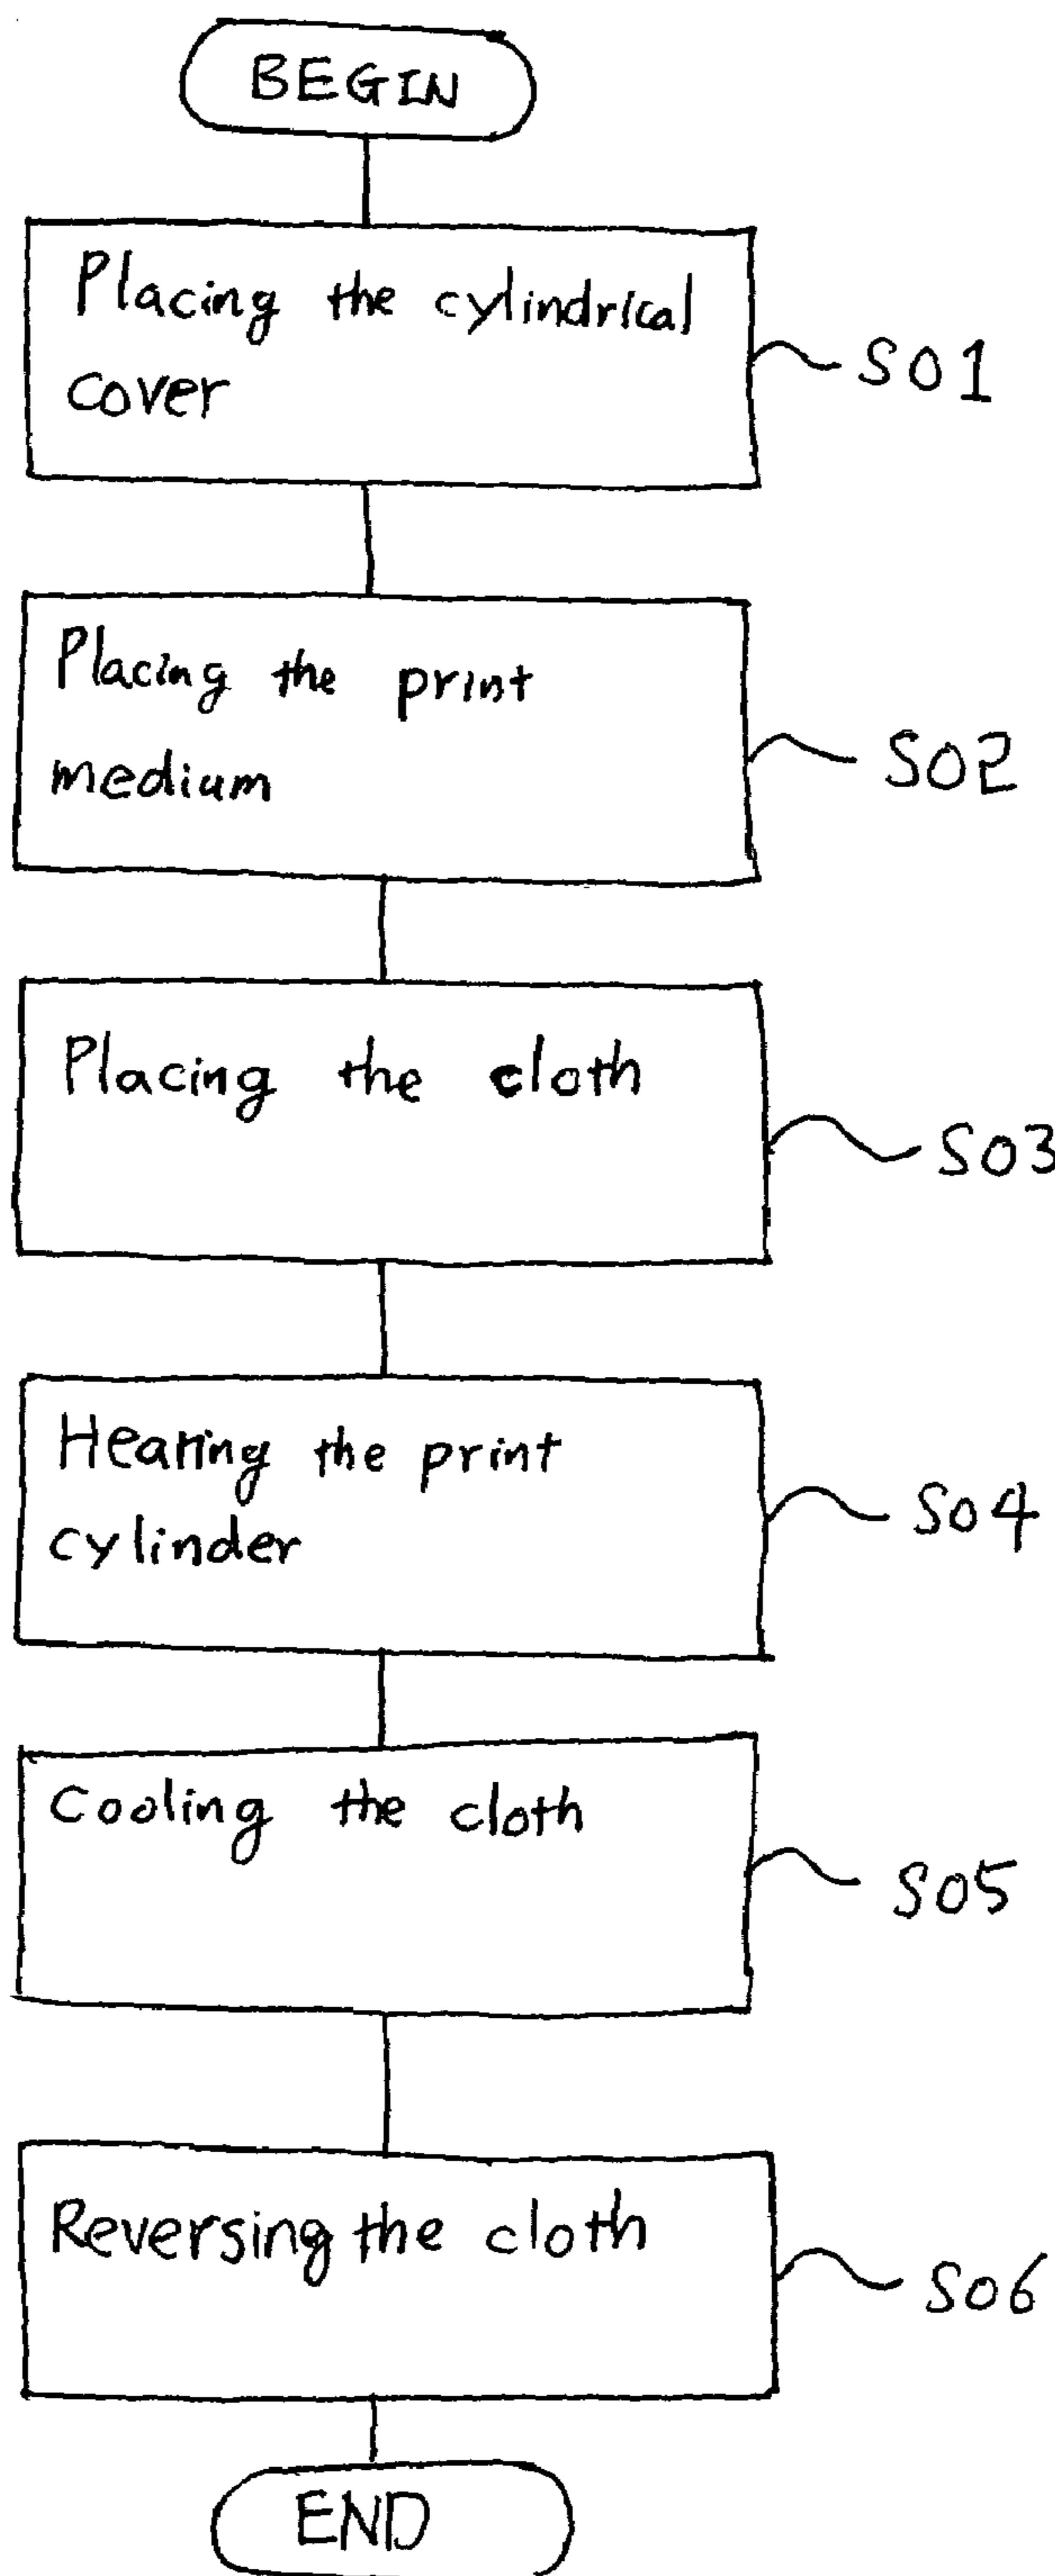 BEGIN
Placing the cylindrical
cover
S01
Placing the print
medium
S02
Placing the cloth
S03
Heating the print
cylinder
S04
Cooling the cloth
S05
Reversing the cloth
S06
END